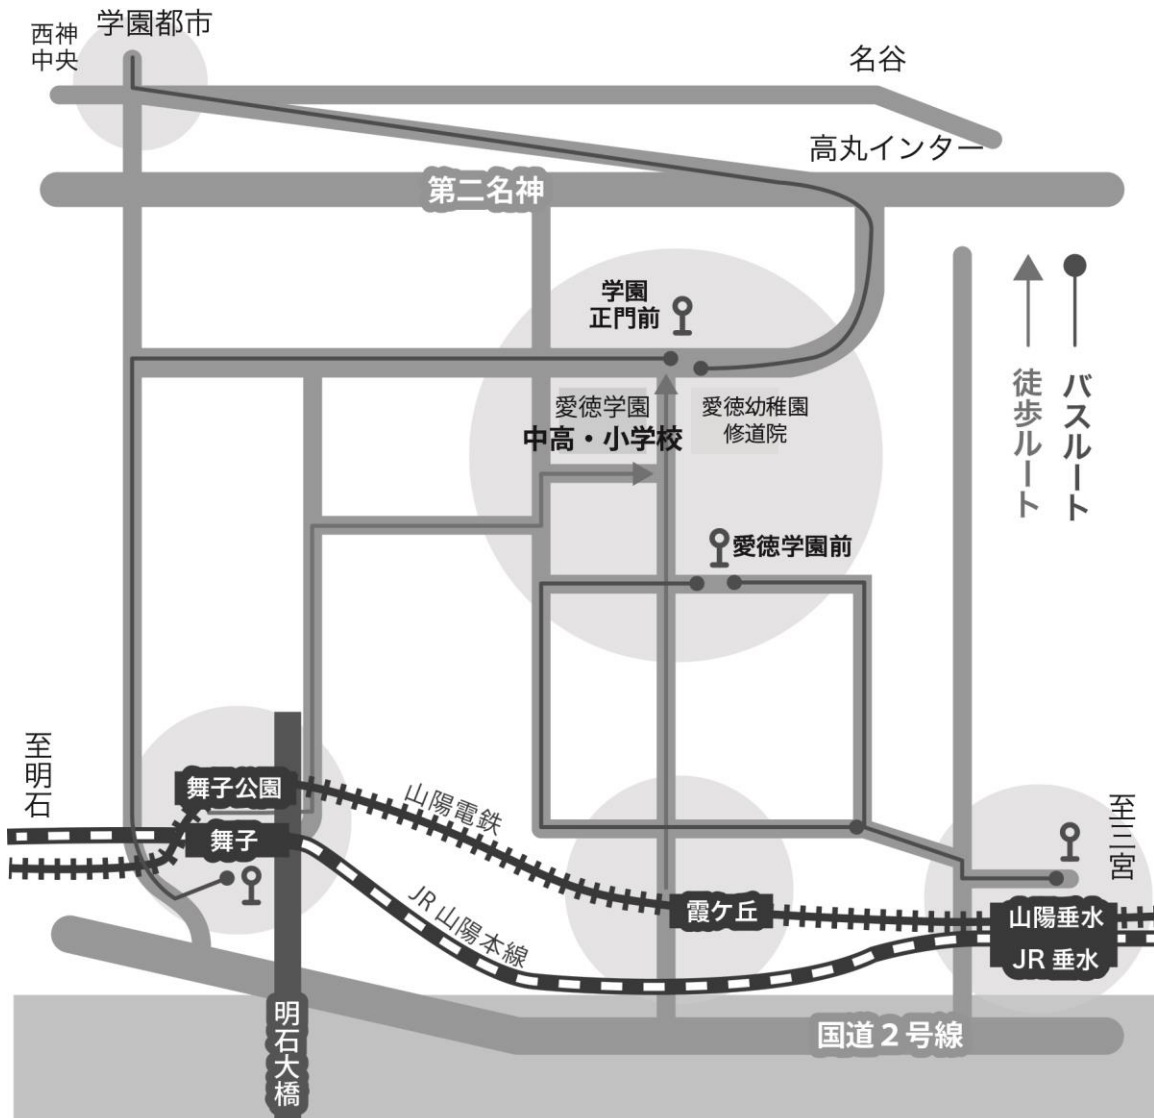 学園都市
西神
中央
名谷
高丸インター
第二名神
学園
正門前
愛徳学園
中高・小学校
愛徳幼稚園
修道院
徒歩ルート
バスルート
愛徳学園前
至明石
舞子公園
舞子
山陽電鉄
JR山陽本線
霞ケ丘
至三宮
山陽垂水
JR 垂水
明石大橋
国道２号線